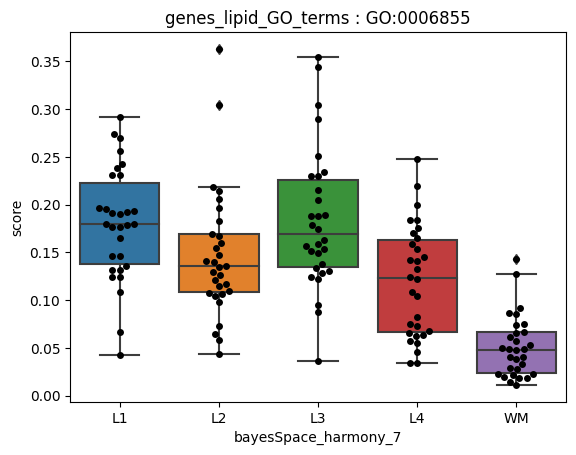 genes_lipid_GO_terms : GO:0006855
score
0.35
0.30
0.25
0.20
0.15
0.10
0.05
0.00
L1 L2 L3 L4 WM
bayesSpace_harmony_7